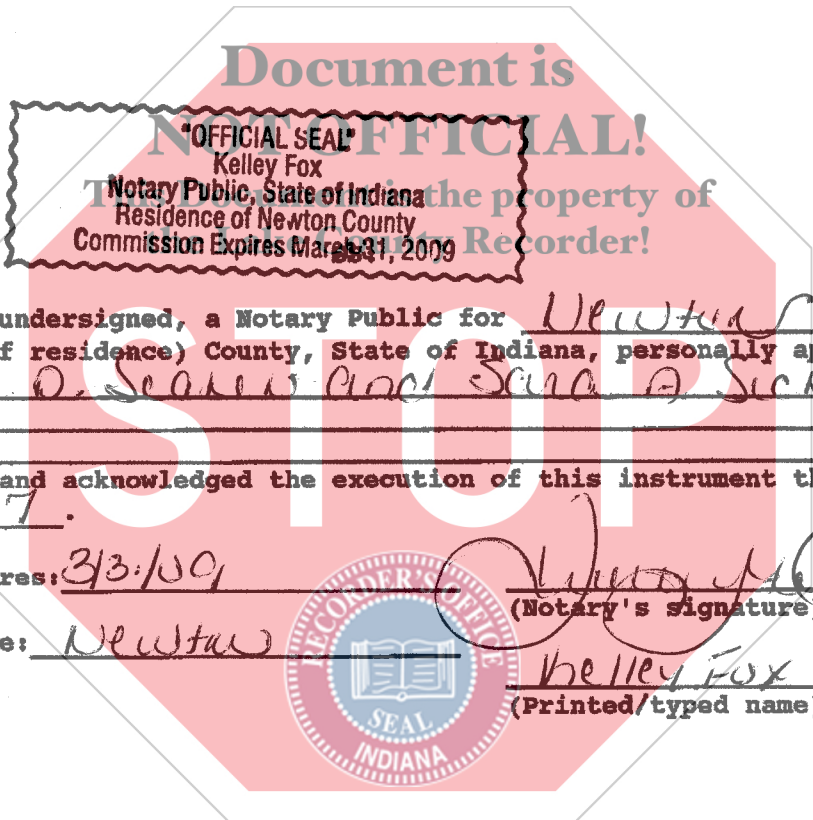 Document is
NOT OFFICIAL!
This Document is the property of
the Lake County Recorder!
"OFFICIAL SEAL"
Kelley Fox
Notary Public, State of Indiana
Residence of Newton County
Commission Expires March 31, 2009
undersigned, a Notary Public for Newton
f residence) County, State of Indiana, personally ap
D. and Sara A
and acknowledged the execution of this instrument th
7.
STOP
res: 3/31/09
(Notary's signature
e: Newton
Kelley Fox
(Printed/typed name
RECORDER'S OFFICE
SEAL
INDIANA